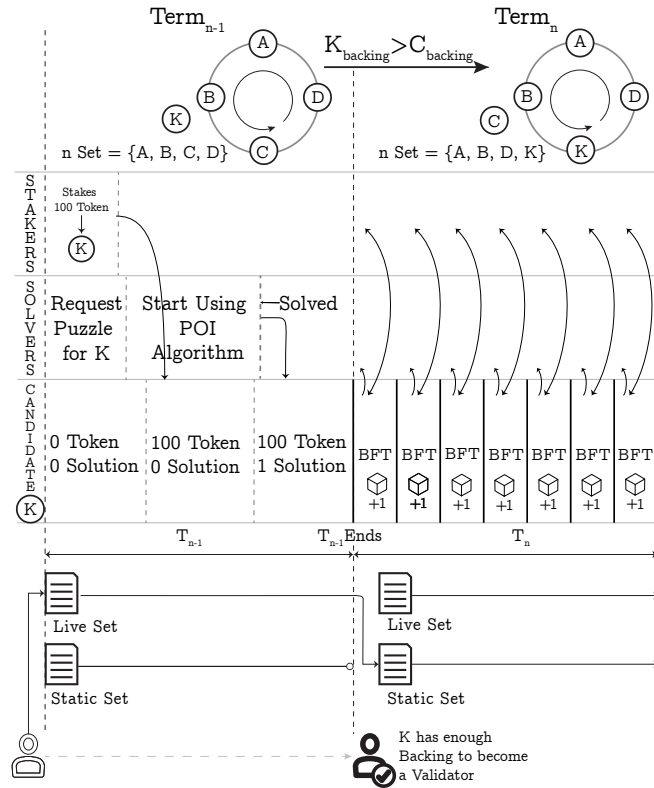 Term n-1
Term n
K backing > C backing
A
B
D
C
K
A
B
D
K
C
n Set = {A, B, C, D}
n Set = {A, B, D, K}
STAKERS
Stakes
100 Token
K
SOLVERS
Request
Puzzle
for K
Start Using
POI
Algorithm
Solved
CANDIDATE
K
0 Token
0 Solution
100 Token
0 Solution
100 Token
1 Solution
BFT
+1
BFT
+1
BFT
+1
BFT
+1
BFT
+1
BFT
+1
BFT
+1
T n-1
T n-1 Ends
T n
Live Set
Live Set
Static Set
Static Set
K has enough
Backing to become
a Validator